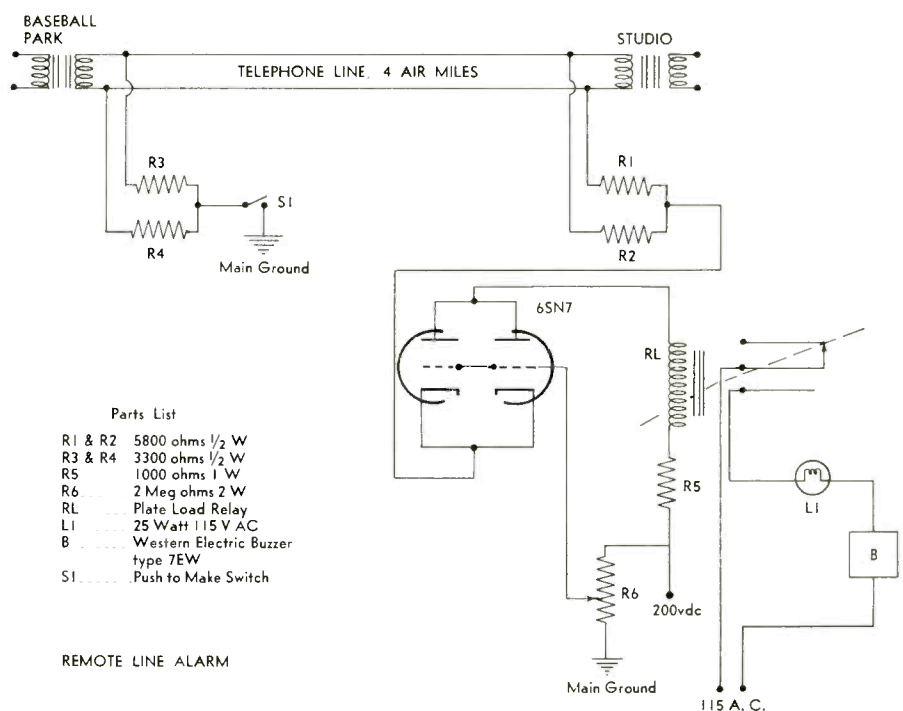 BASEBALL
PARK
STUDIO
TELEPHONE LINE, 4 AIR MILES
R3
R1
S1
R4
R2
Main Ground
6SN7
RL
Parts List
R1 & R2 5800 ohms 1/2 W
R3 & R4 3300 ohms 1/2 W
R5 1000 ohms 1 W
R6 ..... 2 Meg ohms 2 W
RL ..... Plate Load Relay
L1 ..... 25 Watt 115 V AC
B ..... Western Electric Buzzer
type 7EW
S1 ..... Push to Make Switch
R5
L1
B
R6
200vdc
REMOTE LINE ALARM
Main Ground
115 A. C.